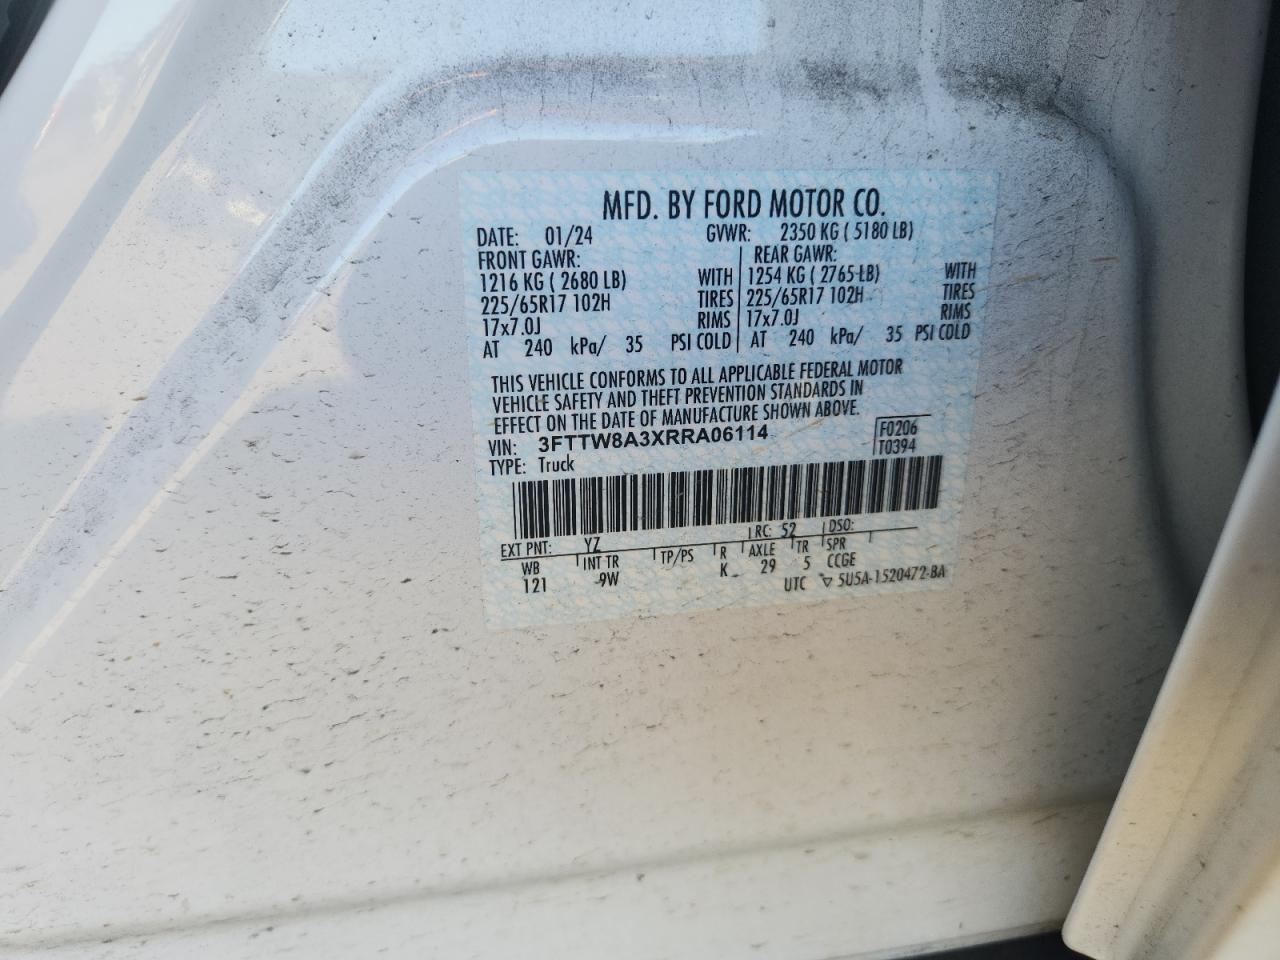 MFD. BY FORD MOTOR CO.
DATE: 01/24 GVWR: 2350 KG ( 5180 LB)
FRONT GAWR: REAR GAWR:
1216 KG ( 2680 LB) WITH 1254 KG ( 2765 LB) WITH
225/65R17 102H TIRES 225/65R17 102H TIRES
17x7.0J RIMS 17x7.0J RIMS
AT 240 kPa/ 35 PSI COLD AT 240 kPa/ 35 PSI COLD
THIS VEHICLE CONFORMS TO ALL APPLICABLE FEDERAL MOTOR
VEHICLE SAFETY AND THEFT PREVENTION STANDARDS IN
EFFECT ON THE DATE OF MANUFACTURE SHOWN ABOVE.
VIN: 3FTTW8A3XRRA06114 F0206
TYPE: Truck T0394
EXT PNT: YZ RC: 52 DSO:
WB INT TR TP/PS R AXLE TR SPR
121 9W K 29 5 CCGE
UTC ▽ 5U5A-1520472-BA